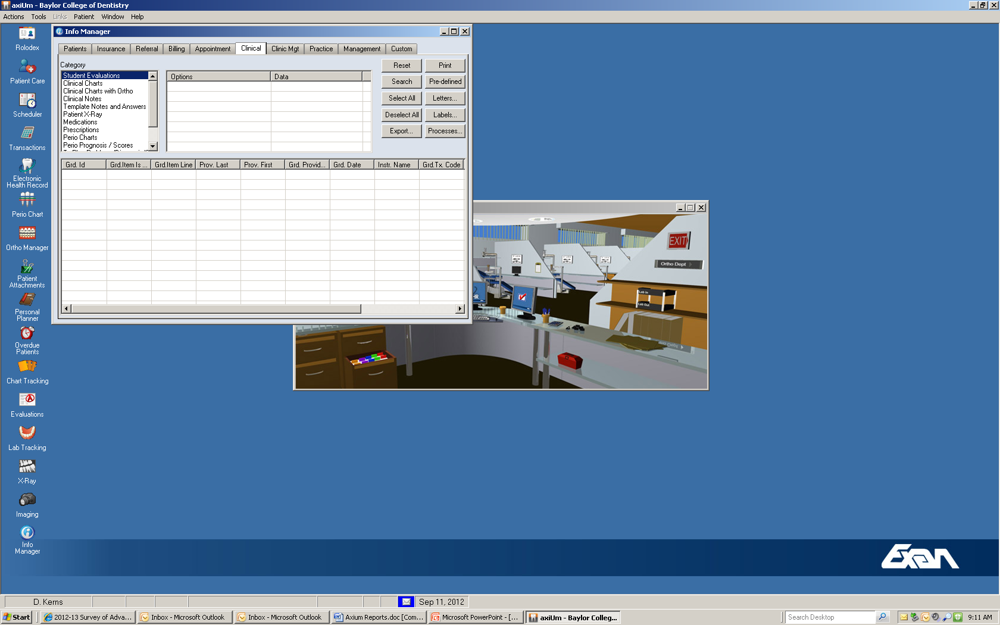 axiUm - Baylor College of Dentistry
Actions Tools Links Patient Window Help
Rolodex
Patient Care
Scheduler
Transactions
Electronic
Health Record
Perio Chart
Ortho Manager
Patient
Attachments
Personal
Planner
Overdue
Patients
Chart Tracking
Evaluations
Lab Tracking
X-Ray
Imaging
Info
Manager
Info Manager
Patients Insurance Referral Billing Appointment Clinical Clinic Mgt Practice Management Custom
Category
Student Evaluations
Clinical Charts
Clinical Charts with Ortho
Clinical Notes
Template Notes and Answers
Patient X-Ray
Medications
Prescriptions
Perio Charts
Perio Prognosis / Scores
Options Data
Reset Print
Search Pre-defined
Select All Letters...
Deselect All Labels...
Export... Processes...
Grd. Id Grd.Item Is ... Grd.Item Line Prov. Last Prov. First Grd. Provid... Grd. Date Instr. Name Grd.Tx. Code
EXIT
Ortho Dept
Lab In
Lab Out
HR
Exan
D. Kerns Sep 11, 2012
Start 2012-13 Survey of Adva... Inbox - Microsoft Outlook Inbox - Microsoft Outlook Axium Reports.doc [Com... Microsoft PowerPoint - [... axiUm - Baylor Colleg... Search Desktop 9:11 AM